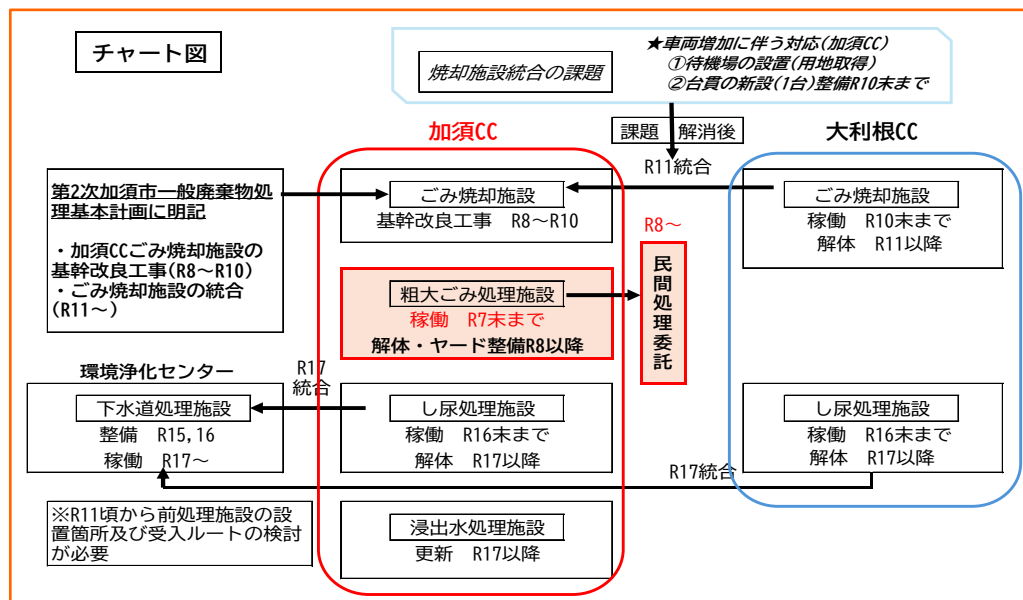 チャート図
焼却施設統合の課題
★車両増加に伴う対応(加須CC)
①待機場の設置(用地取得)
②台貫の新設(1台)整備R10末まで
課題 解消後
加須CC
大利根CC
R11統合
第2次加須市一般廃棄物処
理基本計画に明記
・加須CCごみ焼却施設の
基幹改良工事(R8～R10)
・ごみ焼却施設の統合
(R11～)
ごみ焼却施設
基幹改良工事 R8～R10
ごみ焼却施設
稼働 R10末まで
解体 R11以降
R8～
民間処理委託
粗大ごみ処理施設
稼働 R7末まで
解体・ヤード整備R8以降
環境浄化センター
R17
統合
下水道処理施設
整備 R15,16
稼働 R17～
し尿処理施設
稼働 R16末まで
解体 R17以降
し尿処理施設
稼働 R16末まで
解体 R17以降
R17統合
※R11頃から前処理施設の設
置箇所及び受入ルートの検討
が必要
浸出水処理施設
更新 R17以降